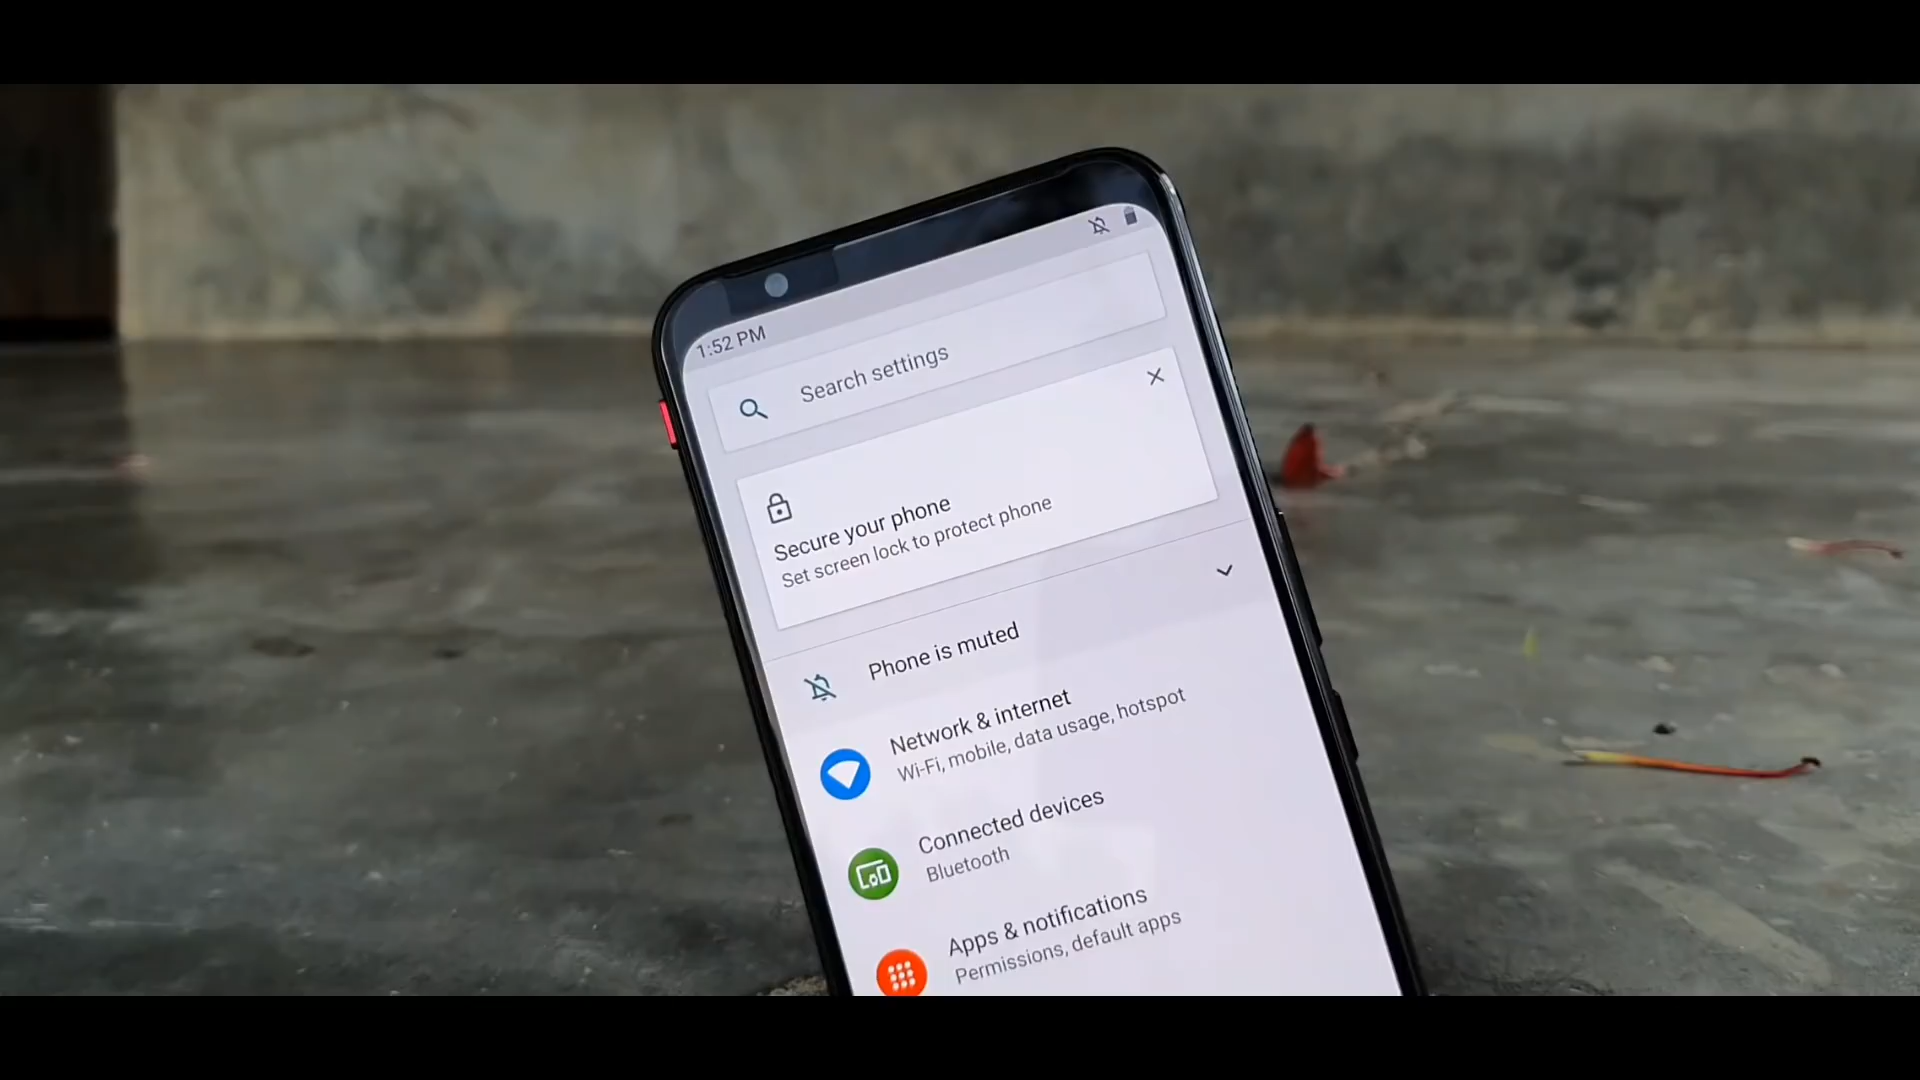 1:52 PM
Search settings
Secure your phone
Set screen lock to protect phone
Phone is muted
Network & internet
Wi-Fi, mobile, data usage, hotspot
Connected devices
Bluetooth
Apps & notifications
Permissions, default apps